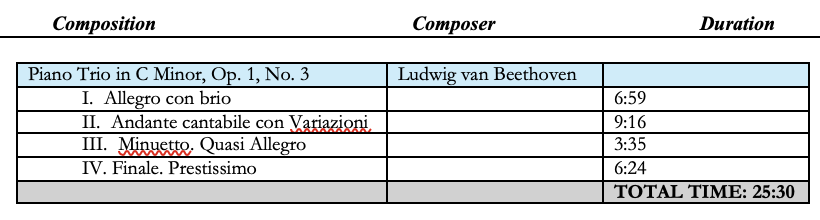 Composition Composer Duration
Piano Trio in C Minor, Op. 1, No. 3 Ludwig van Beethoven
I. Allegro con brio 6:59
II. Andante cantabile con Variazioni 9:16
III. Minuetto. Quasi Allegro 3:35
IV. Finale. Prestissimo 6:24
TOTAL TIME: 25:30